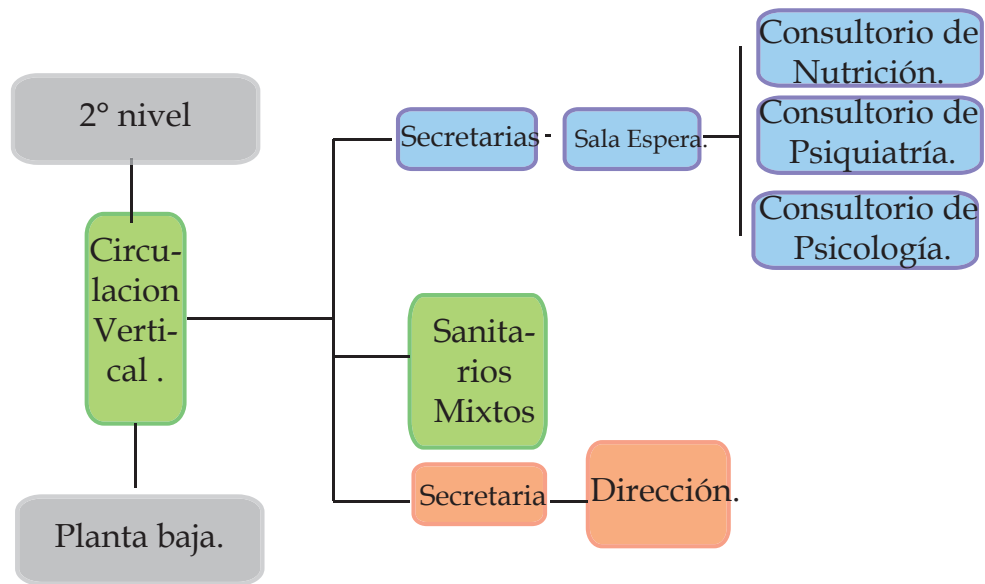 2° nivel
Circu-
lacion
Verti-
cal .
Planta baja.
Secretarias
Sala Espera.
Consultorio de
Nutrición.
Consultorio de
Psiquiatría.
Consultorio de
Psicología.
Sanita-
rios
Mixtos
Secretaria
Dirección.